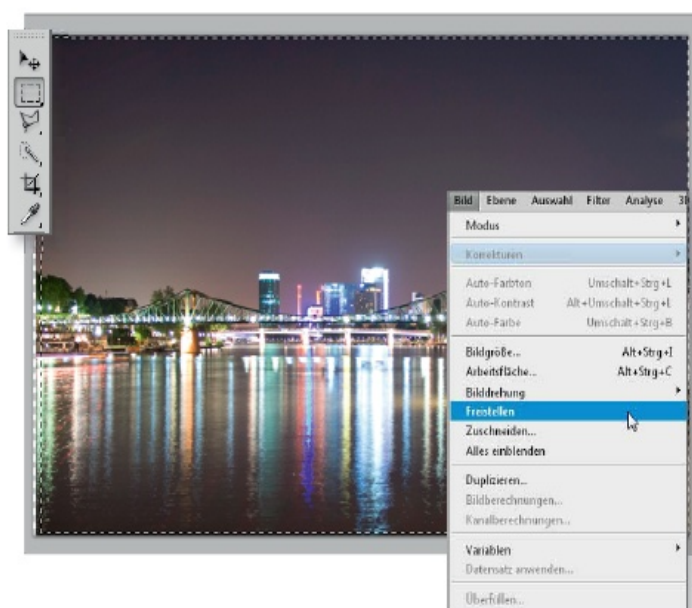 Bild Ebene Auswahl Filter Analyse 3D
Modus
Korrekturen
Auto-Farbton Umschalt+Strg+L
Auto-Kontrast Alt+Umschalt+Strg+L
Auto-Farbe Umschalt+Strg+B
Bildgröße... Alt+Strg+I
Arbeitsfläche... Alt+Strg+C
Bilddrehung
Freistellen
Zuschneiden...
Alles einblenden
Duplizieren...
Bildberechnungen...
Kanalberechnungen...
Variablen
Datensatz anwenden...
Überfüllen...